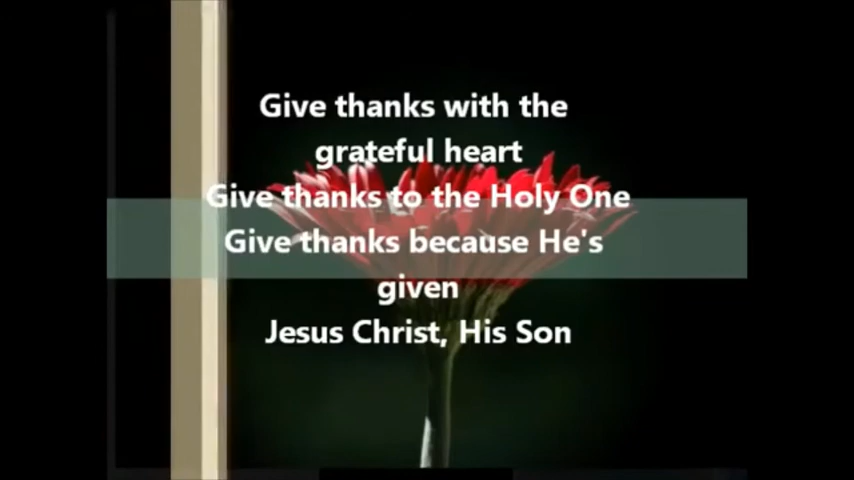 Give thanks with the
grateful heart
Give thanks to the Holy One
Give thanks because He's
given
Jesus Christ, His Son